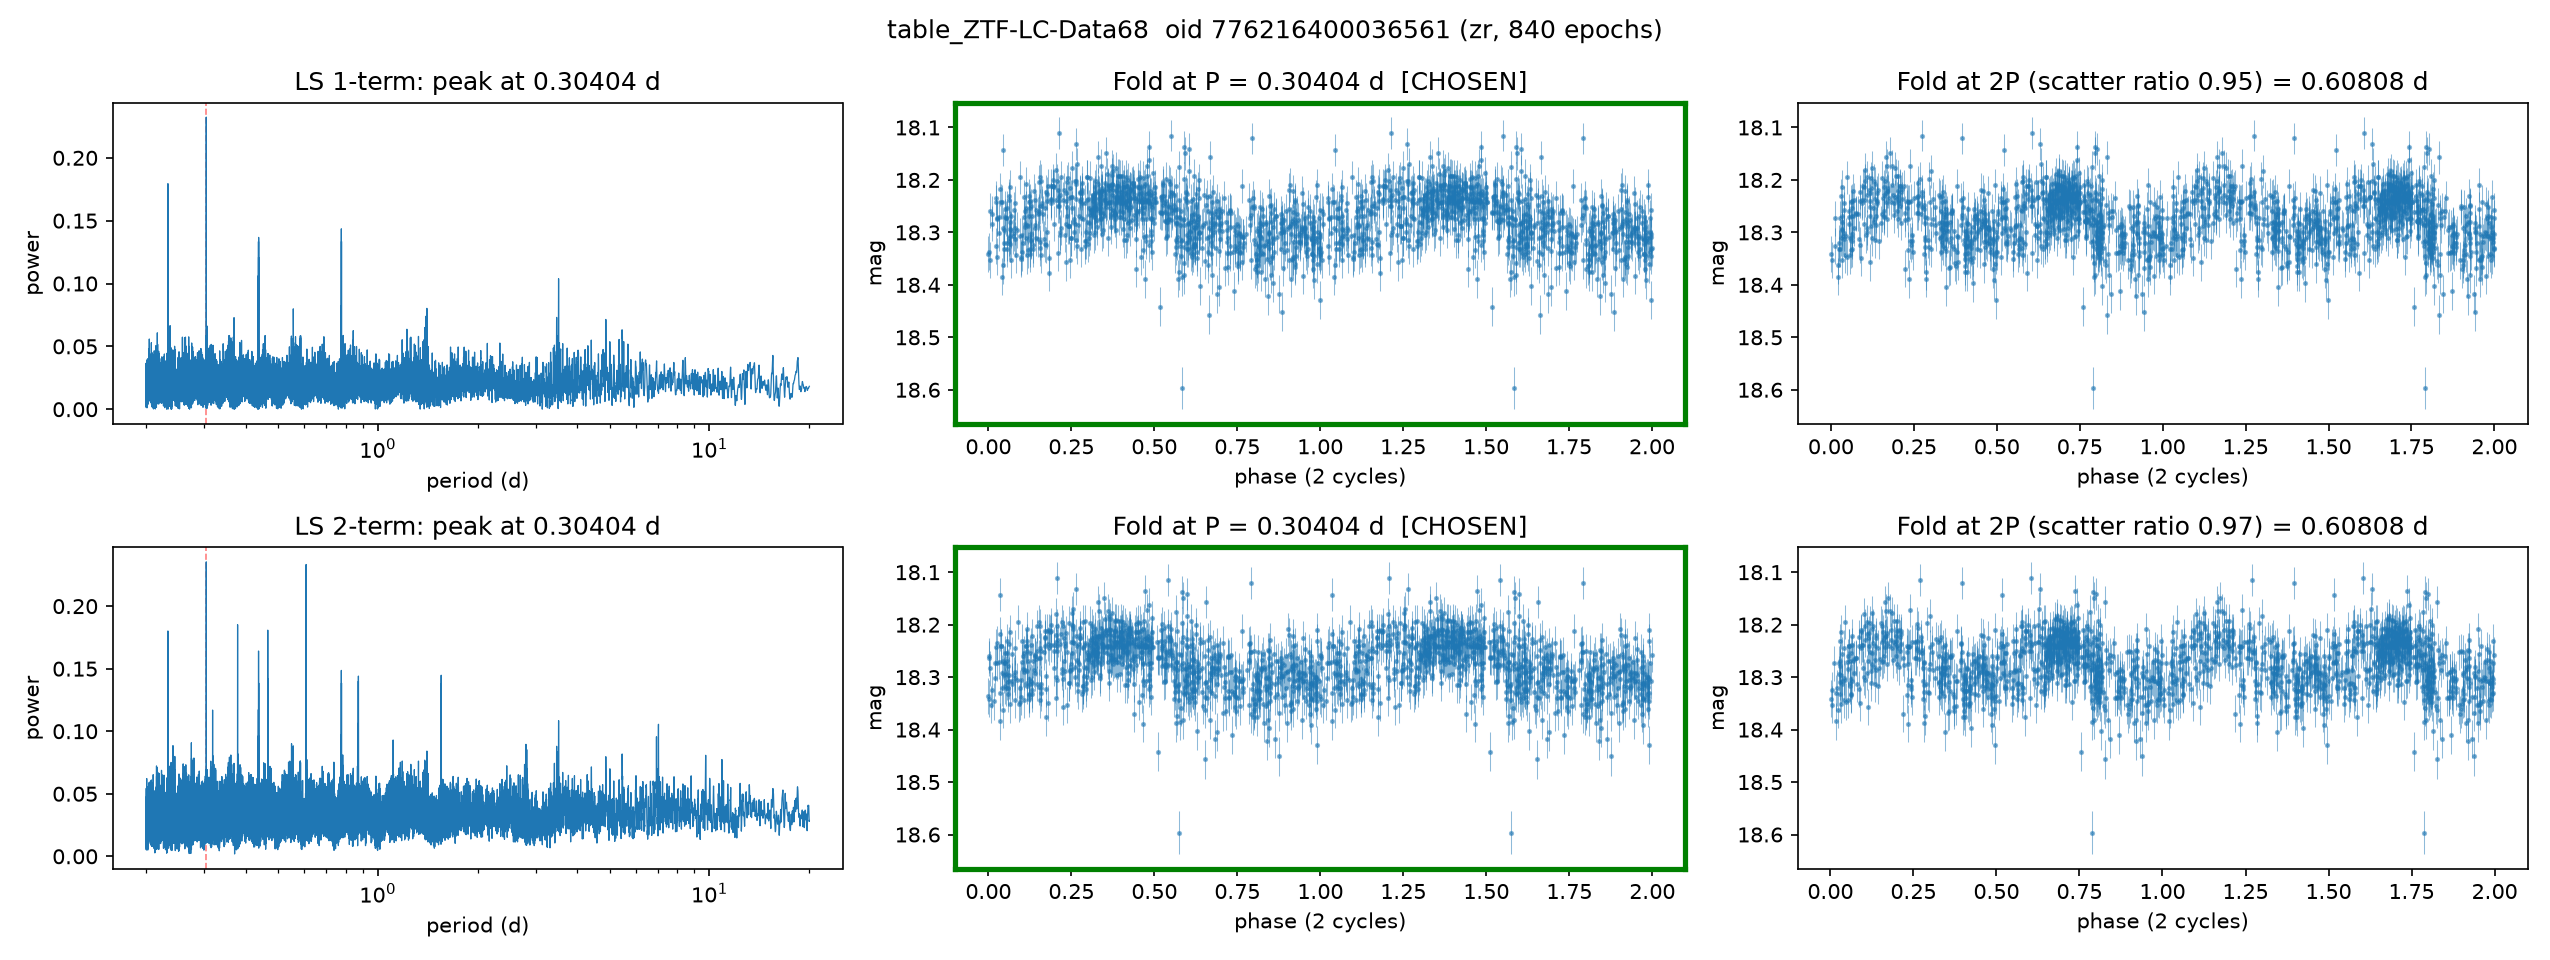 table_ZTF-LC-Data68  oid 776216400036561 (zr, 840 epochs)
LS 1-term: peak at 0.30404 d
power
0.20
0.15
0.10
0.05
0.00
10⁰
10¹
period (d)
Fold at P = 0.30404 d  [CHOSEN]
mag
18.1
18.2
18.3
18.4
18.5
18.6
0.00 0.25 0.50 0.75 1.00 1.25 1.50 1.75 2.00
phase (2 cycles)
Fold at 2P (scatter ratio 0.95) = 0.60808 d
mag
18.1
18.2
18.3
18.4
18.5
18.6
0.00 0.25 0.50 0.75 1.00 1.25 1.50 1.75 2.00
phase (2 cycles)
LS 2-term: peak at 0.30404 d
power
0.20
0.15
0.10
0.05
0.00
10⁰
10¹
period (d)
Fold at P = 0.30404 d  [CHOSEN]
mag
18.1
18.2
18.3
18.4
18.5
18.6
0.00 0.25 0.50 0.75 1.00 1.25 1.50 1.75 2.00
phase (2 cycles)
Fold at 2P (scatter ratio 0.97) = 0.60808 d
mag
18.1
18.2
18.3
18.4
18.5
18.6
0.00 0.25 0.50 0.75 1.00 1.25 1.50 1.75 2.00
phase (2 cycles)